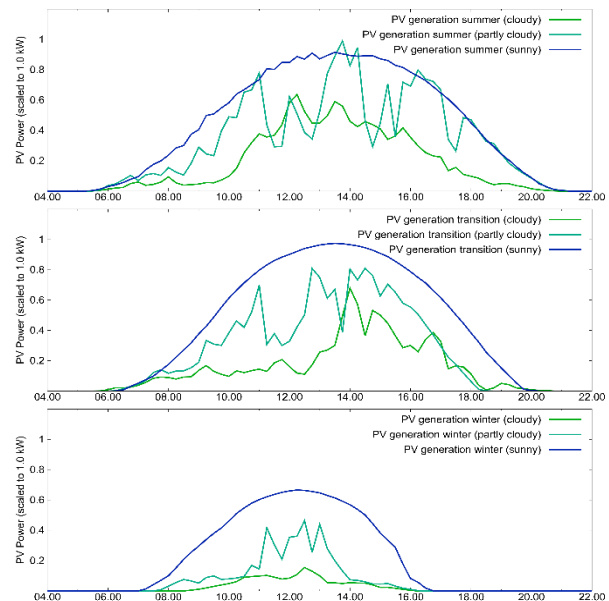 PV generation summer (cloudy)
PV generation summer (partly cloudy)
PV generation summer (sunny)
PV Power (scaled to 1.0 kW)
1
0.8
0.6
0.4
0.2
04.00 06.00 08.00 10.00 12.00 14.00 16.00 18.00 20.00 22.00
PV generation transition (cloudy)
PV generation transition (partly cloudy)
PV generation transition (sunny)
PV Power (scaled to 1.0 kW)
1
0.8
0.6
0.4
0.2
04.00 06.00 08.00 10.00 12.00 14.00 16.00 18.00 20.00 22.00
PV generation winter (cloudy)
PV generation winter (partly cloudy)
PV generation winter (sunny)
PV Power (scaled to 1.0 kW)
1
0.8
0.6
0.4
0.2
04.00 06.00 08.00 10.00 12.00 14.00 16.00 18.00 20.00 22.00